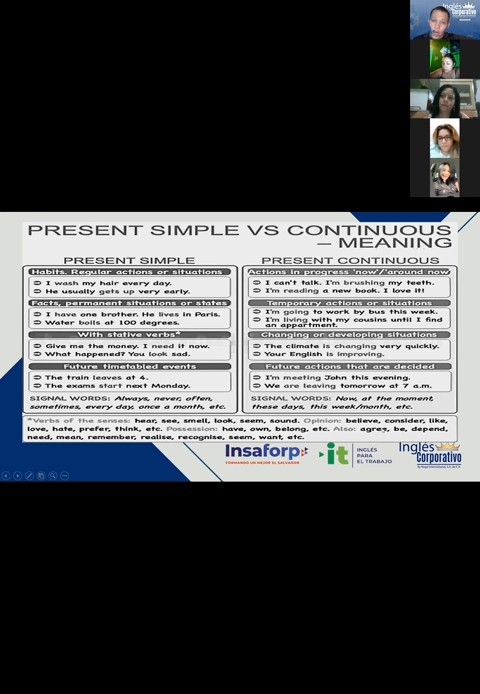 Inglés
Corporativo
PRESENT SIMPLE VS CONTINUOUS
– MEANING
PRESENT SIMPLE
Habits. Regular actions or situations
➲ I wash my hair every day.
➲ He usually gets up very early.
Facts, permanent situations or states
➲ I have one brother. He lives in Paris.
➲ Water boils at 100 degrees.
With stative verbs*
➲ Give me the money. I need it now.
➲ What happened? You look sad.
Future timetabled events
➲ The train leaves at 4.
➲ The exams start next Monday.
SIGNAL WORDS: Always, never, often,
sometimes, every day, once a month, etc.
PRESENT CONTINUOUS
Actions in progress 'now'/'around now
➲ I can't talk. I'm brushing my teeth.
➲ I'm reading a new book. I love it!
Temporary actions or situations
➲ I'm going to work by bus this week.
➲ I'm living with my cousins until I find
an appartment.
Changing or developing situations
➲ The climate is changing very quickly.
➲ Your English is improving.
Future actions that are decided
➲ I'm meeting John this evening.
➲ We are leaving tomorrow at 7 a.m.
SIGNAL WORDS: Now, at the moment,
these days, this week/month, etc.
*Verbs of the senses: hear, see, smell, look, seem, sound. Opinion: believe, consider, like,
love, hate, prefer, think, etc. Possession: have, own, belong, etc. Also: agree, be, depend,
need, mean, remember, realise, recognise, seem, want, etc.
Insaforp
FORMANDO UN MEJOR EL SALVADOR
it
INGLÉS
PARA
EL TRABAJO
Inglés
Corporativo